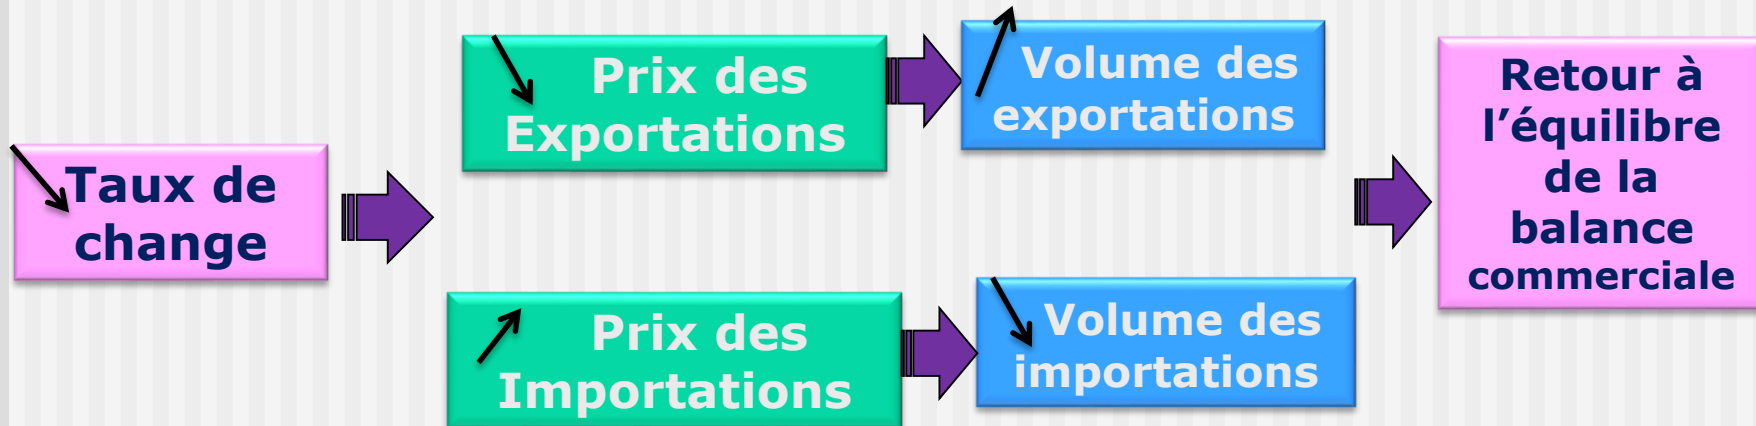 Taux de
change
Prix des
Exportations
Volume des
exportations
Prix des
Importations
Volume des
importations
Retour à
l’équilibre
de la
balance
commerciale